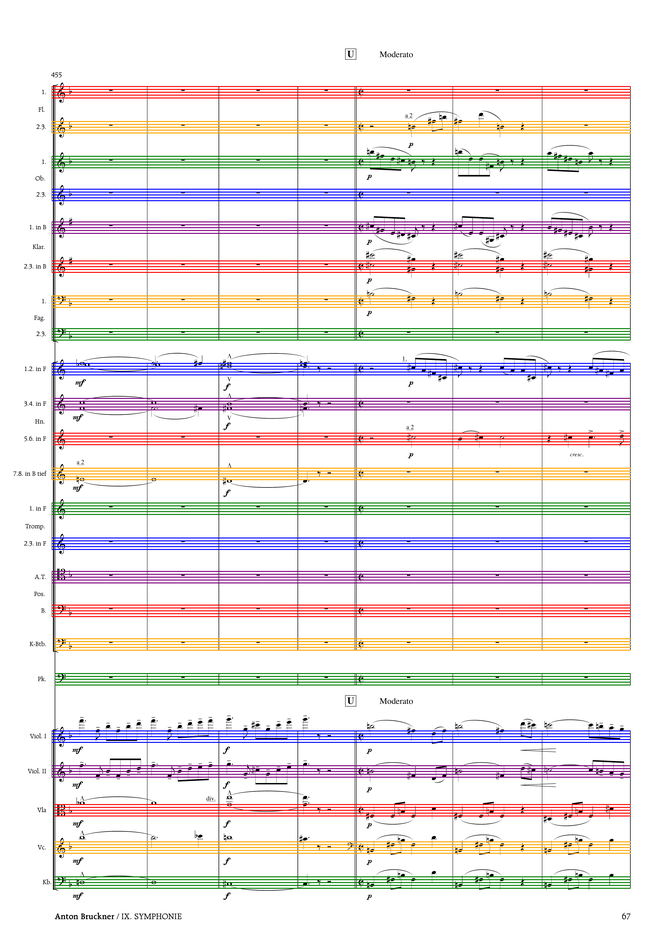 U Moderato
455
1.
Fl.
2.3.
a 2
p
1.
p
Ob.
2.3.
1. in B
p
Klar.
2.3. in B
p
1.
p
Fag.
2.3.
1.2. in F
mf
f
1.
p
3.4. in F
mf
f
Hn.
5.6. in F
a 2
p
cresc.
7.8. in B tief
a 2
mf
f
1. in F
Tromp.
2.3. in F
A.T.
Pos.
B.
K-Btb.
Pk.
U Moderato
Viol. I
mf
f
p
Viol. II
mf
f
p
Vla
div.
mf
f
p
Vc.
mf
f
p
Kb.
mf
f
p
Anton Bruckner / IX. SYMPHONIE 67